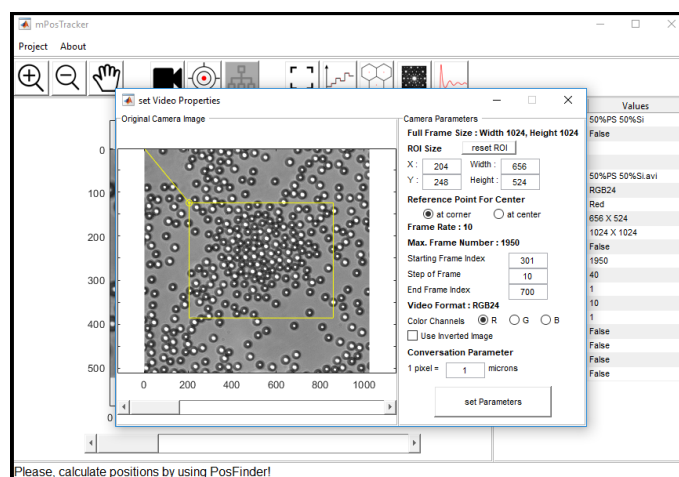 mPosTracker
Project About
set Video Properties
Original Camera Image
0
100
200
300
400
500
0 200 400 600 800 1000
Camera Parameters
Full Frame Size : Width 1024, Height 1024
ROI Size reset ROI
X : 204 Width : 656
Y : 248 Height : 524
Reference Point For Center
at corner at center
Frame Rate : 10
Max. Frame Number : 1950
Starting Frame Index 301
Step of Frame 10
End Frame Index 700
Video Format : RGB24
Color Channels R G B
Use Inverted Image
Conversation Parameter
1 pixel = 1 microns
set Parameters
Values
50%PS 50%Si
False
50%PS 50%Si.avi
RGB24
Red
656 X 524
1024 X 1024
False
1950
40
1
10
1
False
False
False
False
0
Please, calculate positions by using PosFinder!